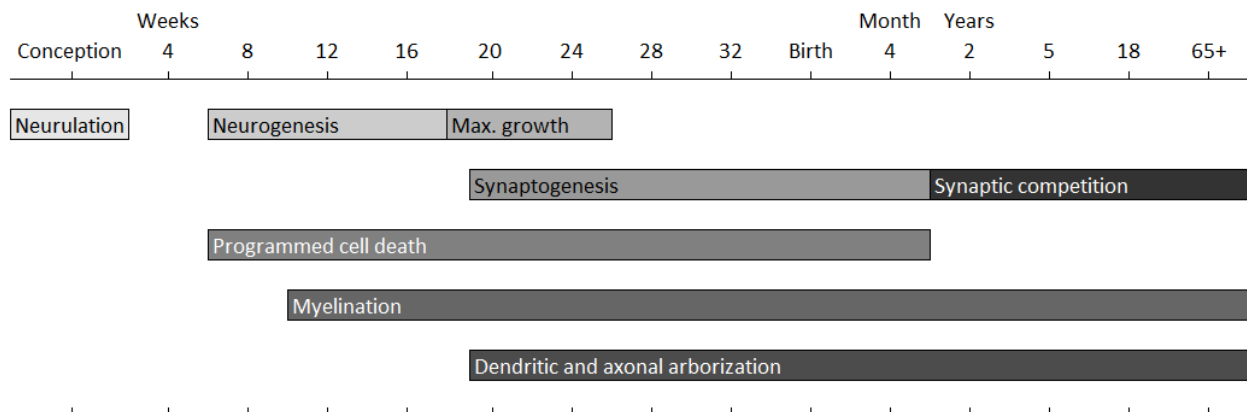 Weeks Month Years
Conception 4 8 12 16 20 24 28 32 Birth 4 2 5 18 65+
Neurulation Neurogenesis Max. growth
Synaptogenesis Synaptic competition
Programmed cell death
Myelination
Dendritic and axonal arborization